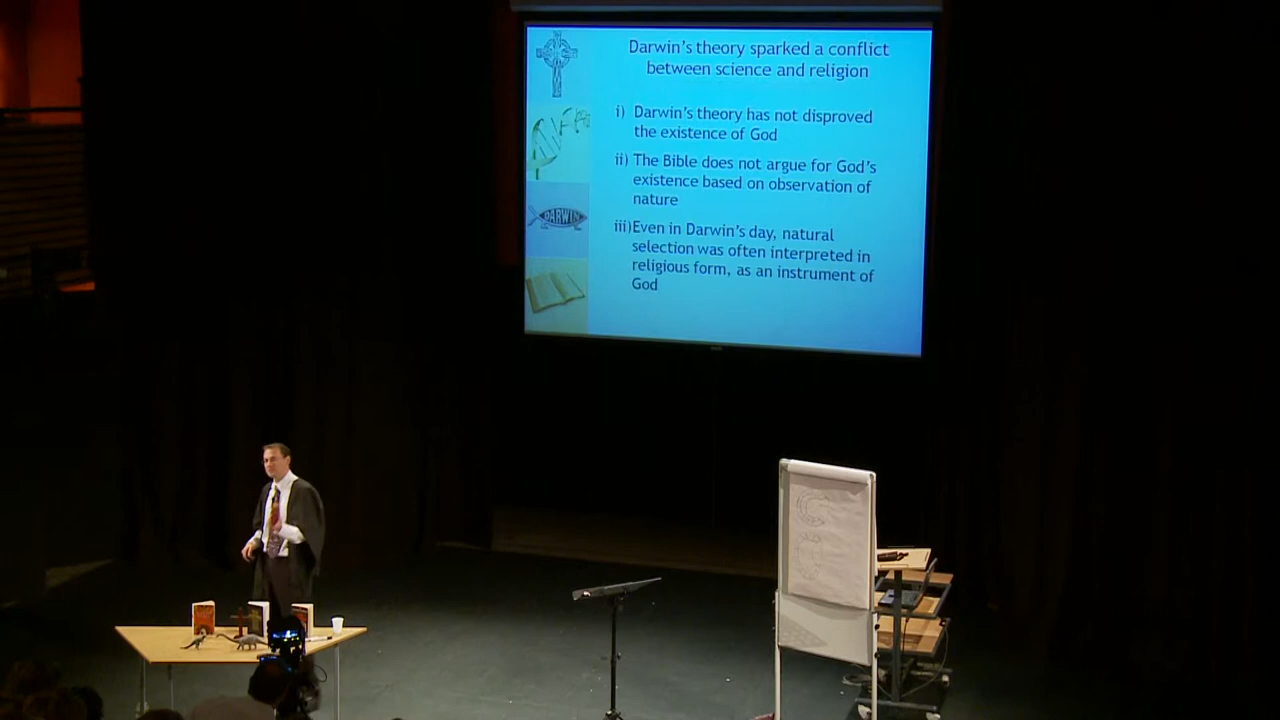 Darwin's theory sparked a conflict
between science and religion
i) Darwin's theory has not disproved
the existence of God
ii) The Bible does not argue for God's
existence based on observation of
nature
iii)Even in Darwin's day, natural
selection was often interpreted in
religious form, as an instrument of
God
DARWIN